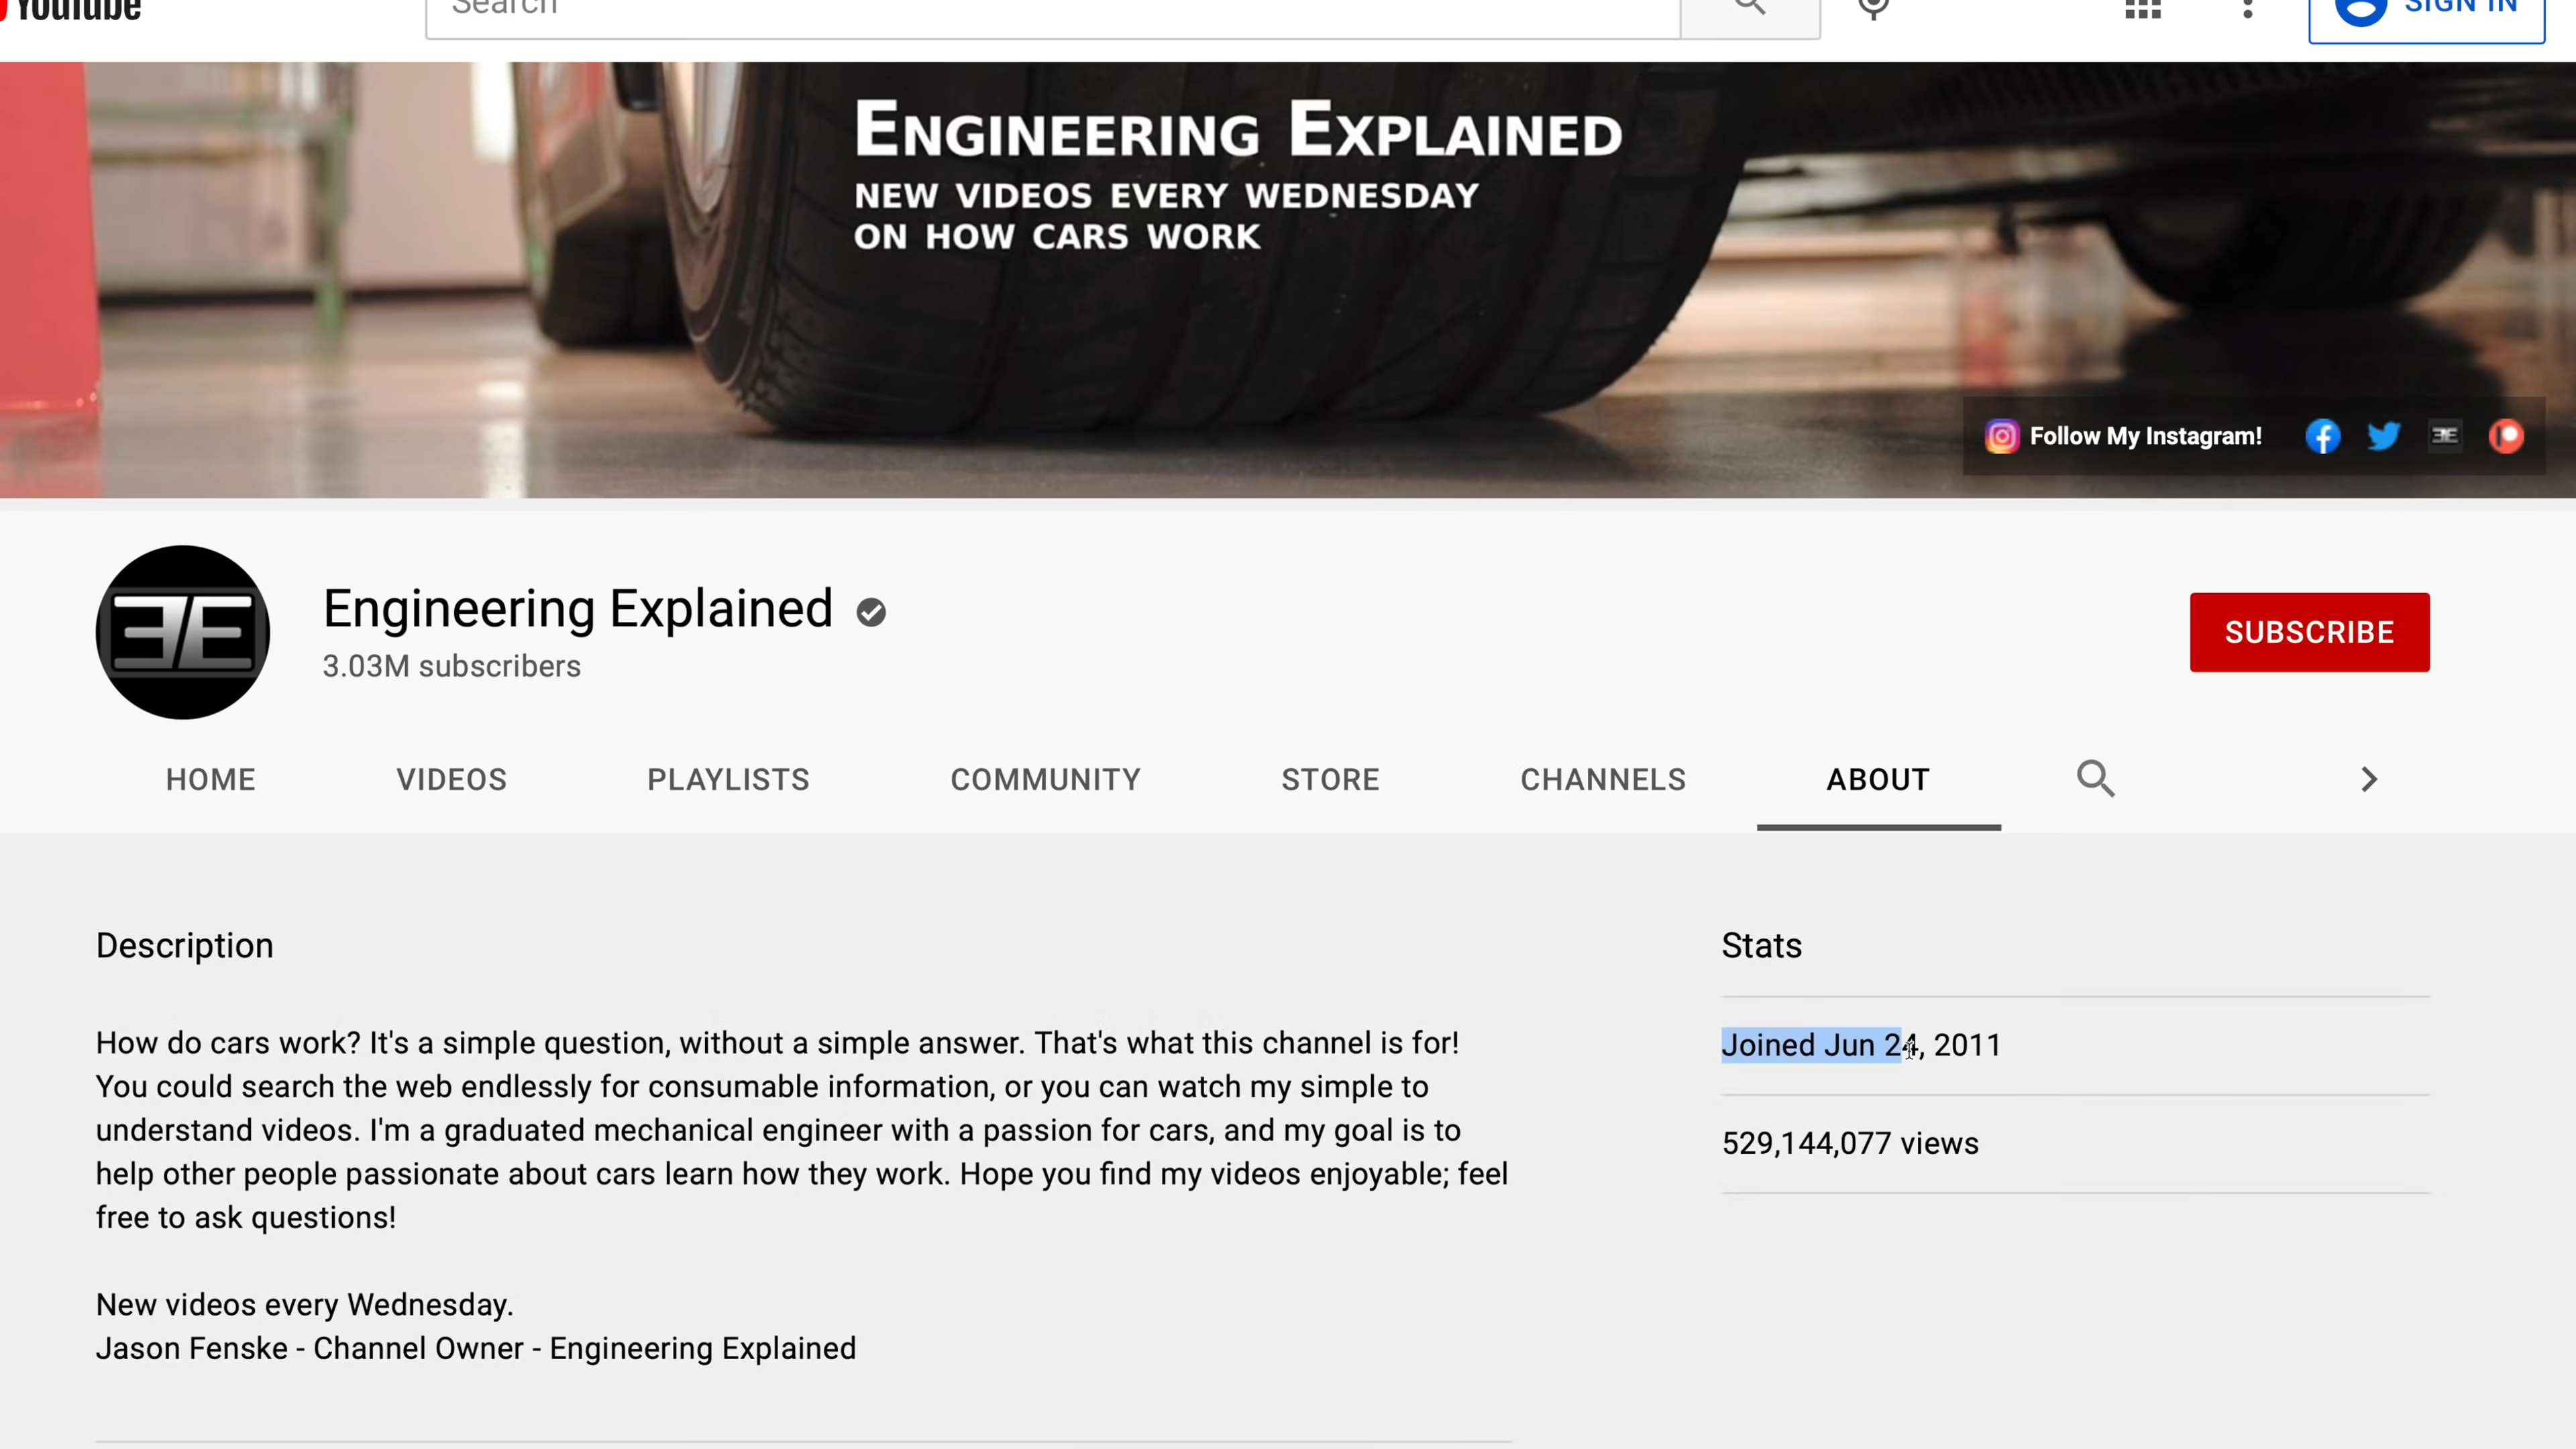 YouTube
Search
SIGN IN
ENGINEERING EXPLAINED
NEW VIDEOS EVERY WEDNESDAY
ON HOW CARS WORK
Follow My Instagram!
Engineering Explained
3.03M subscribers
SUBSCRIBE
HOME VIDEOS PLAYLISTS COMMUNITY STORE CHANNELS ABOUT
Description
How do cars work? It's a simple question, without a simple answer. That's what this channel is for!
You could search the web endlessly for consumable information, or you can watch my simple to
understand videos. I'm a graduated mechanical engineer with a passion for cars, and my goal is to
help other people passionate about cars learn how they work. Hope you find my videos enjoyable; feel
free to ask questions!
New videos every Wednesday.
Jason Fenske - Channel Owner - Engineering Explained
Stats
Joined Jun 24, 2011
529,144,077 views